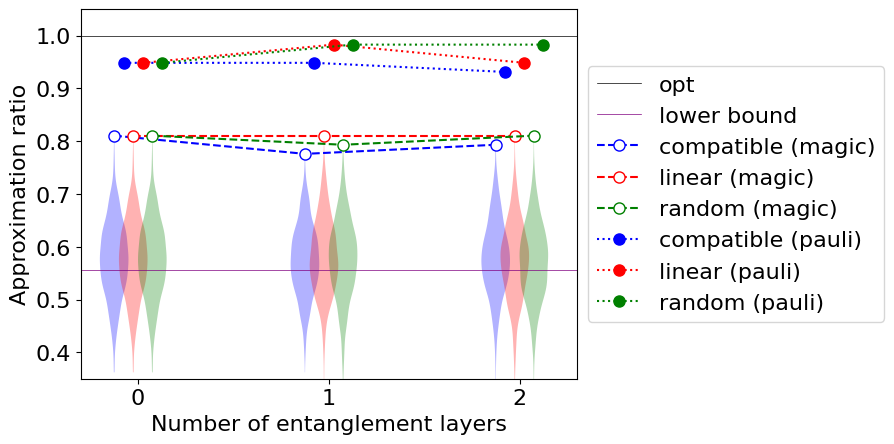 1.0
0.9
0.8
0.7
0.6
0.5
0.4
Approximation ratio
0 1 2
Number of entanglement layers
opt
lower bound
compatible (magic)
linear (magic)
random (magic)
compatible (pauli)
linear (pauli)
random (pauli)